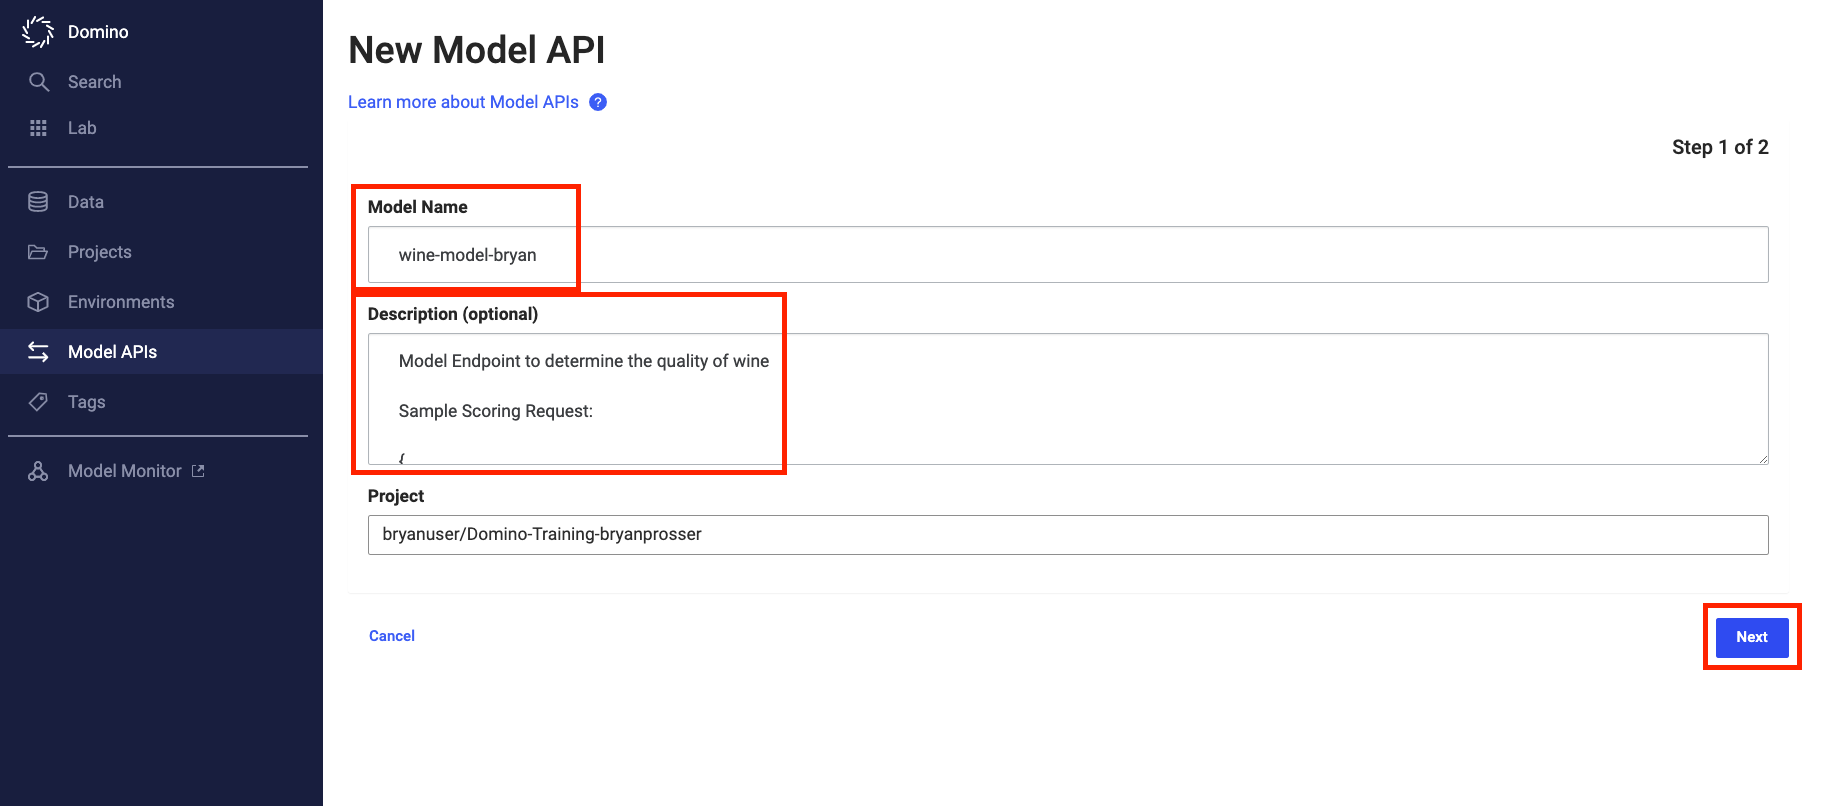 Domino
Search
Lab
Data
Projects
Environments
Model APIs
Tags
Model Monitor
New Model API
Learn more about Model APIs ?
Step 1 of 2
Model Name
wine-model-bryan
Description (optional)
Model Endpoint to determine the quality of wine
Sample Scoring Request:
{
Project
bryanuser/Domino-Training-bryanprosser
Cancel
Next